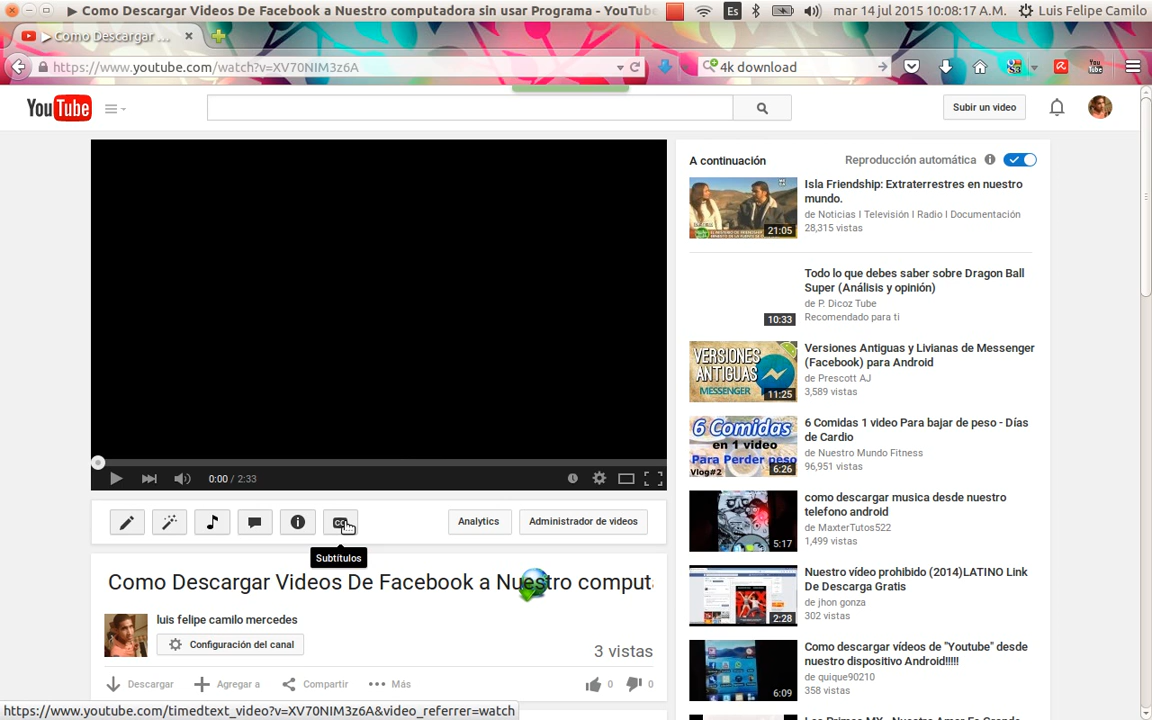 ▶ Como Descargar Videos De Facebook a Nuestro computadora sin usar Programa - YouTube
Es
mar 14 jul 2015 10:08:17 A.M.
Luis Felipe Camilo
▶ Como Descargar ...
https://www.youtube.com/watch?v=XV70NIM3z6A
4k download
You Tube
YouTube
Subir un video
A continuación
Reproducción automática
Isla Friendship: Extraterrestres en nuestro
mundo.
de Noticias I Televisión I Radio I Documentación
28,315 vistas
21:05
Todo lo que debes saber sobre Dragon Ball
Super (Análisis y opinión)
de P. Dicoz Tube
Recomendado para ti
10:33
VERSIONES
ANTIGUAS
MESSENGER
11:25
Versiones Antiguas y Livianas de Messenger
(Facebook) para Android
de Prescott AJ
3,589 vistas
6 Comidas
en 1 video
Para Perder peso
Vlog#2
6:26
6 Comidas 1 video Para bajar de peso - Días
de Cardio
de Nuestro Mundo Fitness
96,951 vistas
5:17
como descargar musica desde nuestro
telefono android
de MaxterTutos522
1,499 vistas
2:28
Nuestro vídeo prohibido (2014)LATINO Link
De Descarga Gratis
de jhon gonza
302 vistas
6:09
Como descargar vídeos de "Youtube" desde
nuestro dispositivo Android!!!!!
de quique90210
358 vistas
0:00 / 2:33
Analytics
Administrador de videos
Subtítulos
Como Descargar Videos De Facebook a Nuestro comput
luis felipe camilo mercedes
Configuración del canal
3 vistas
Descargar
Agregar a
Compartir
Más
0
0
https://www.youtube.com/timedtext_video?v=XV70NIM3z6A&video_referrer=watch